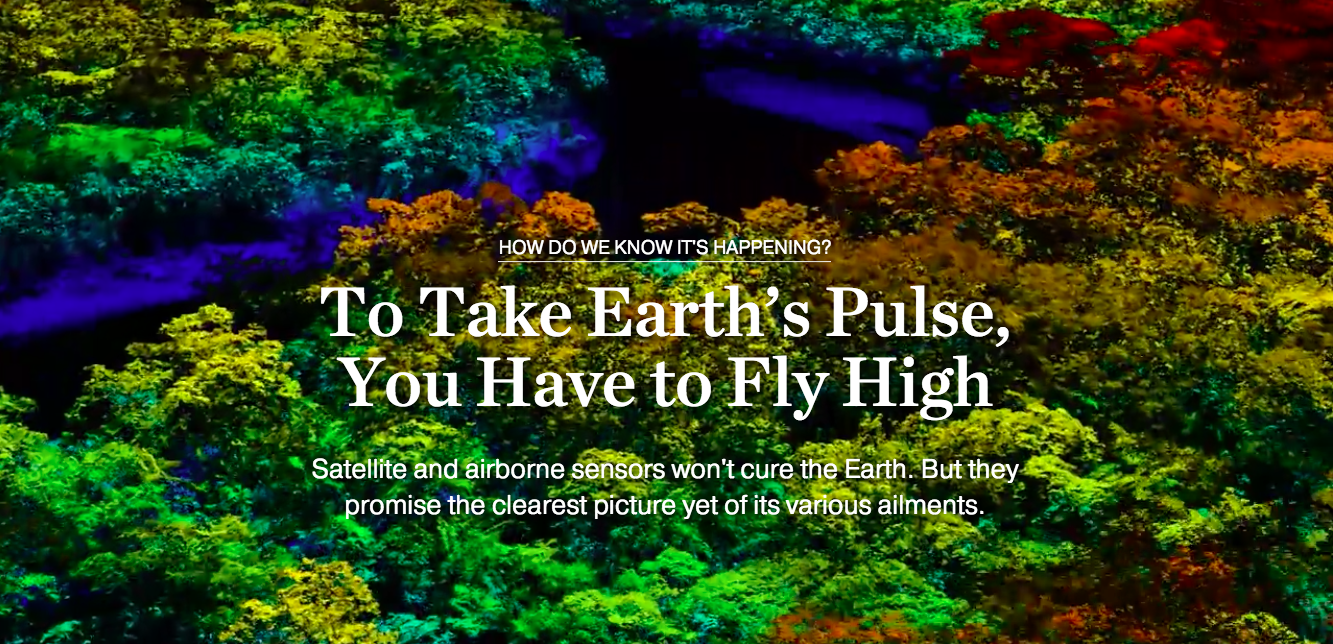 HOW DO WE KNOW IT'S HAPPENING?
To Take Earth’s Pulse,
You Have to Fly High
Satellite and airborne sensors won't cure the Earth. But they
promise the clearest picture yet of its various ailments.